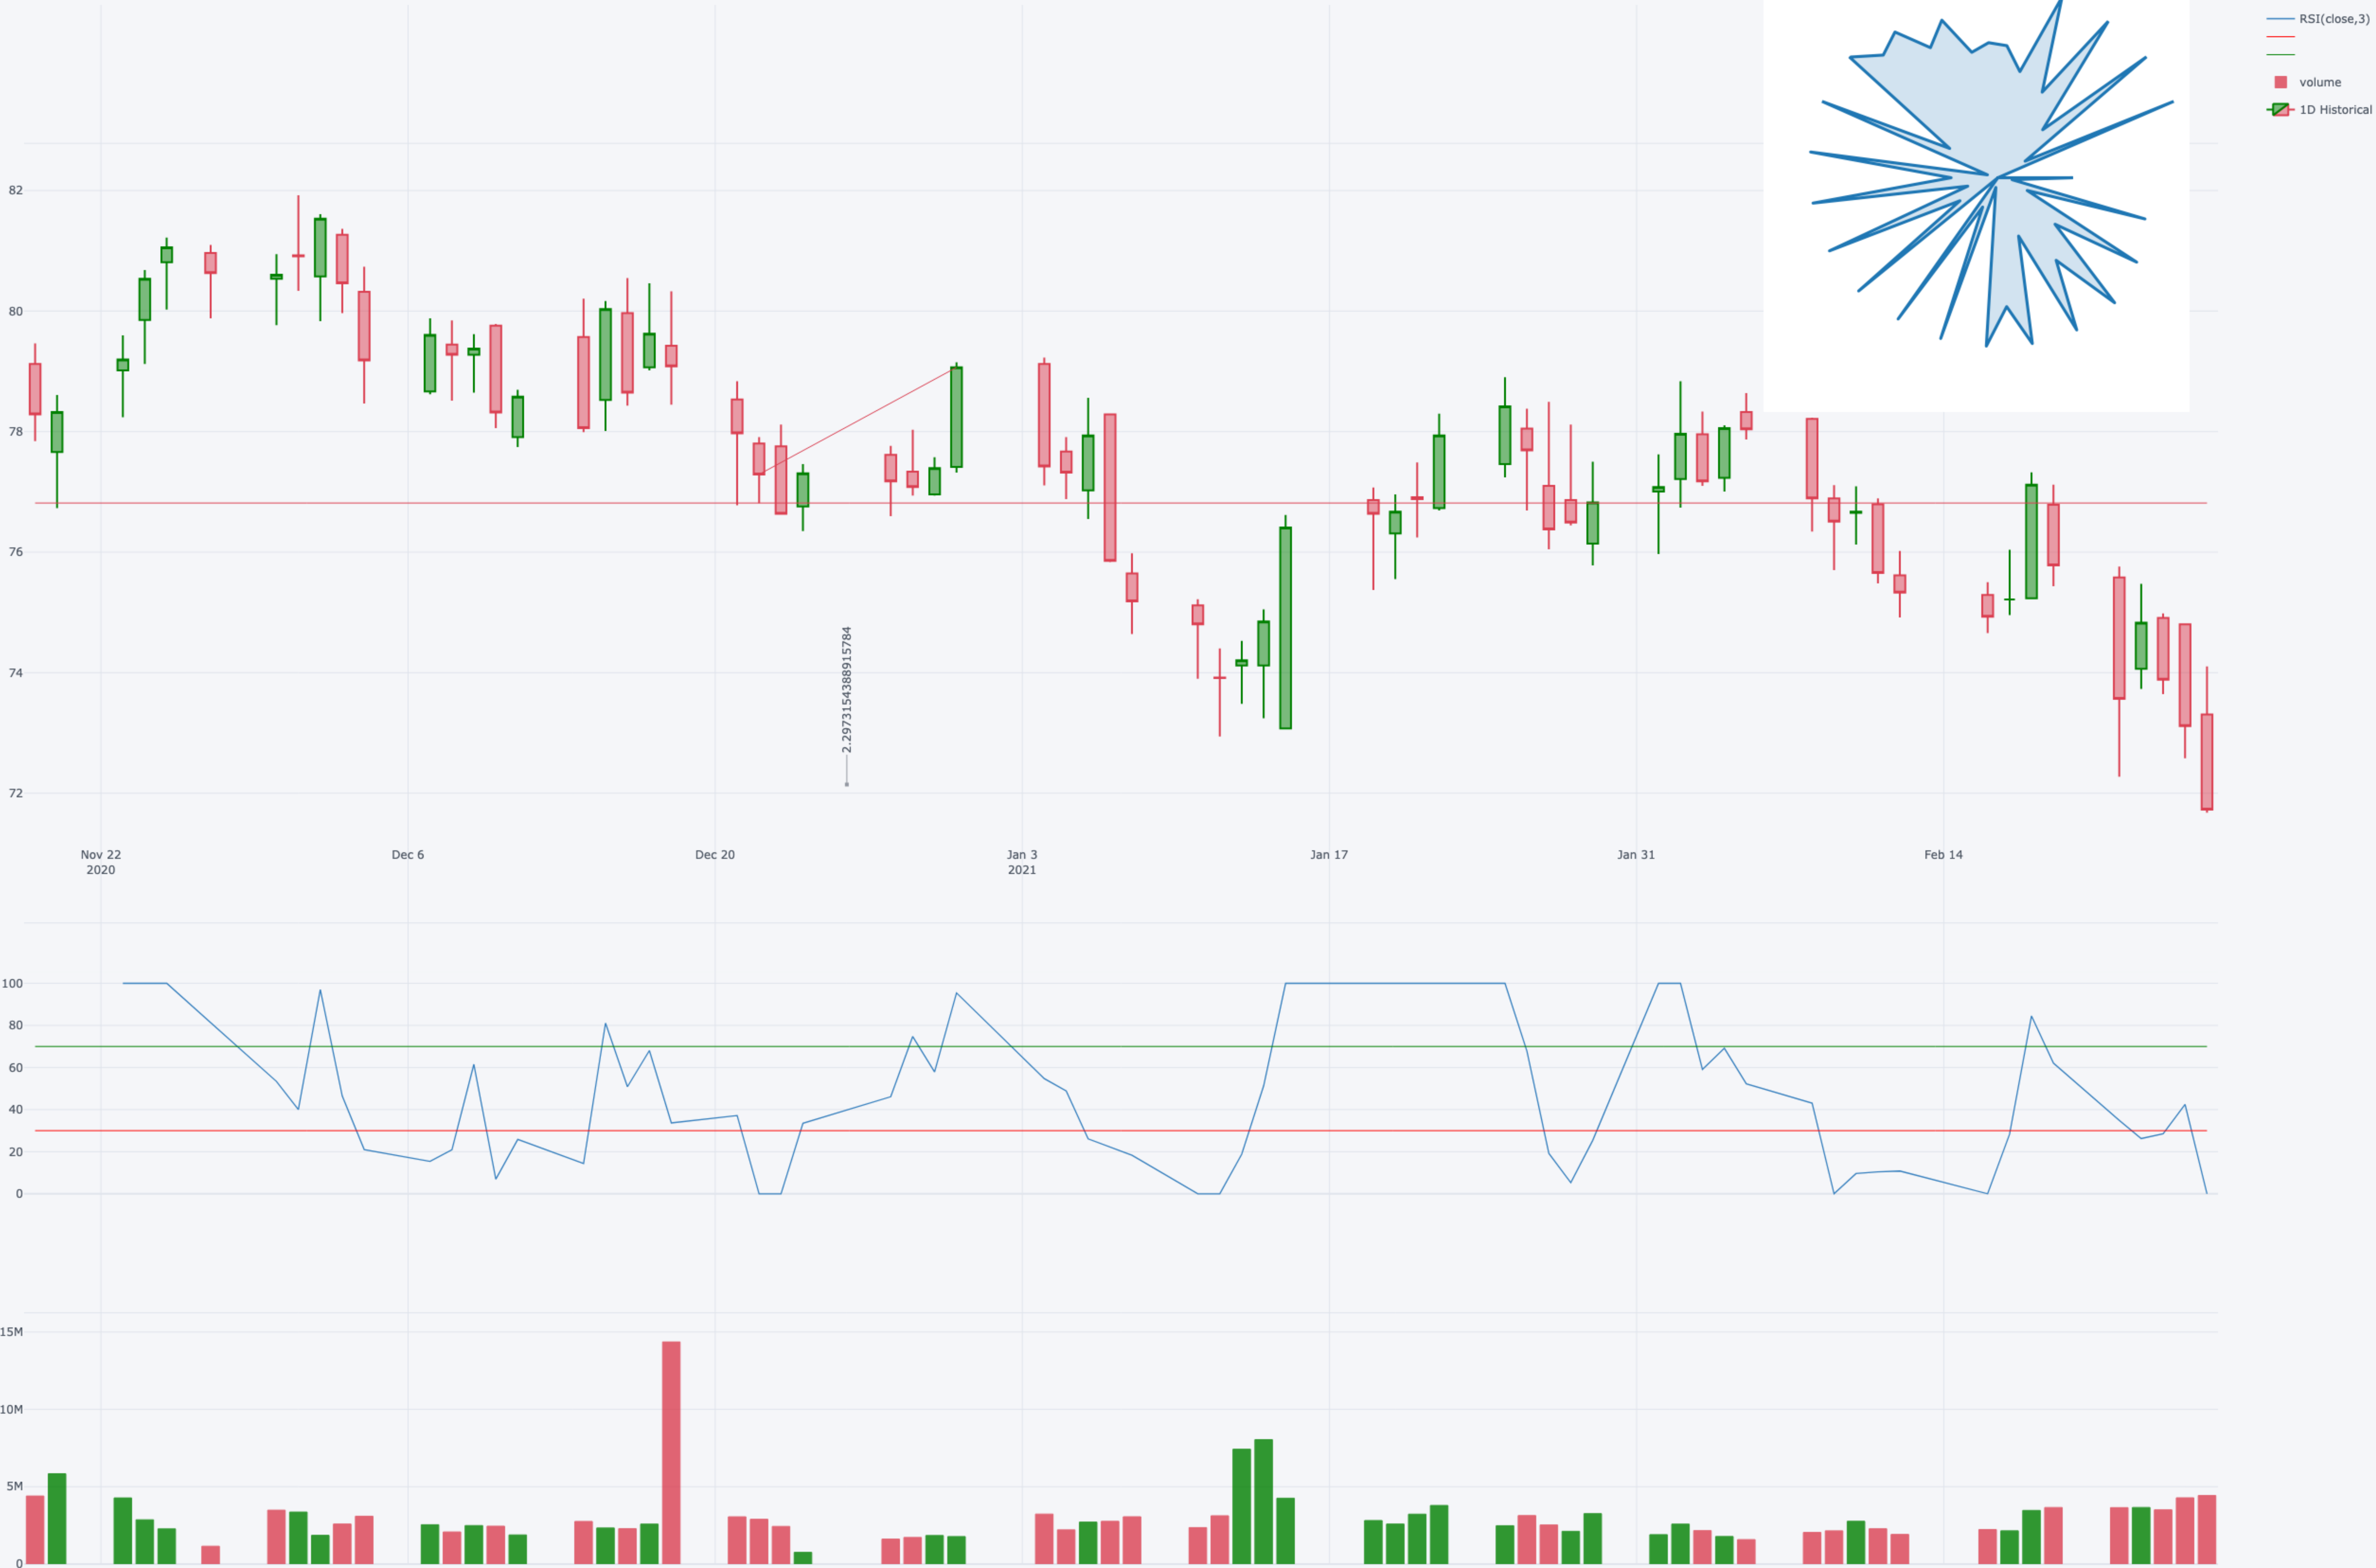 RSI(close,3)
volume
1D Historical
82
80
78
76
74
72
2.2973154388915784
Nov 22
2020
Dec 6
Dec 20
Jan 3
2021
Jan 17
Jan 31
Feb 14
100
80
60
40
20
0
15M
10M
5M
0